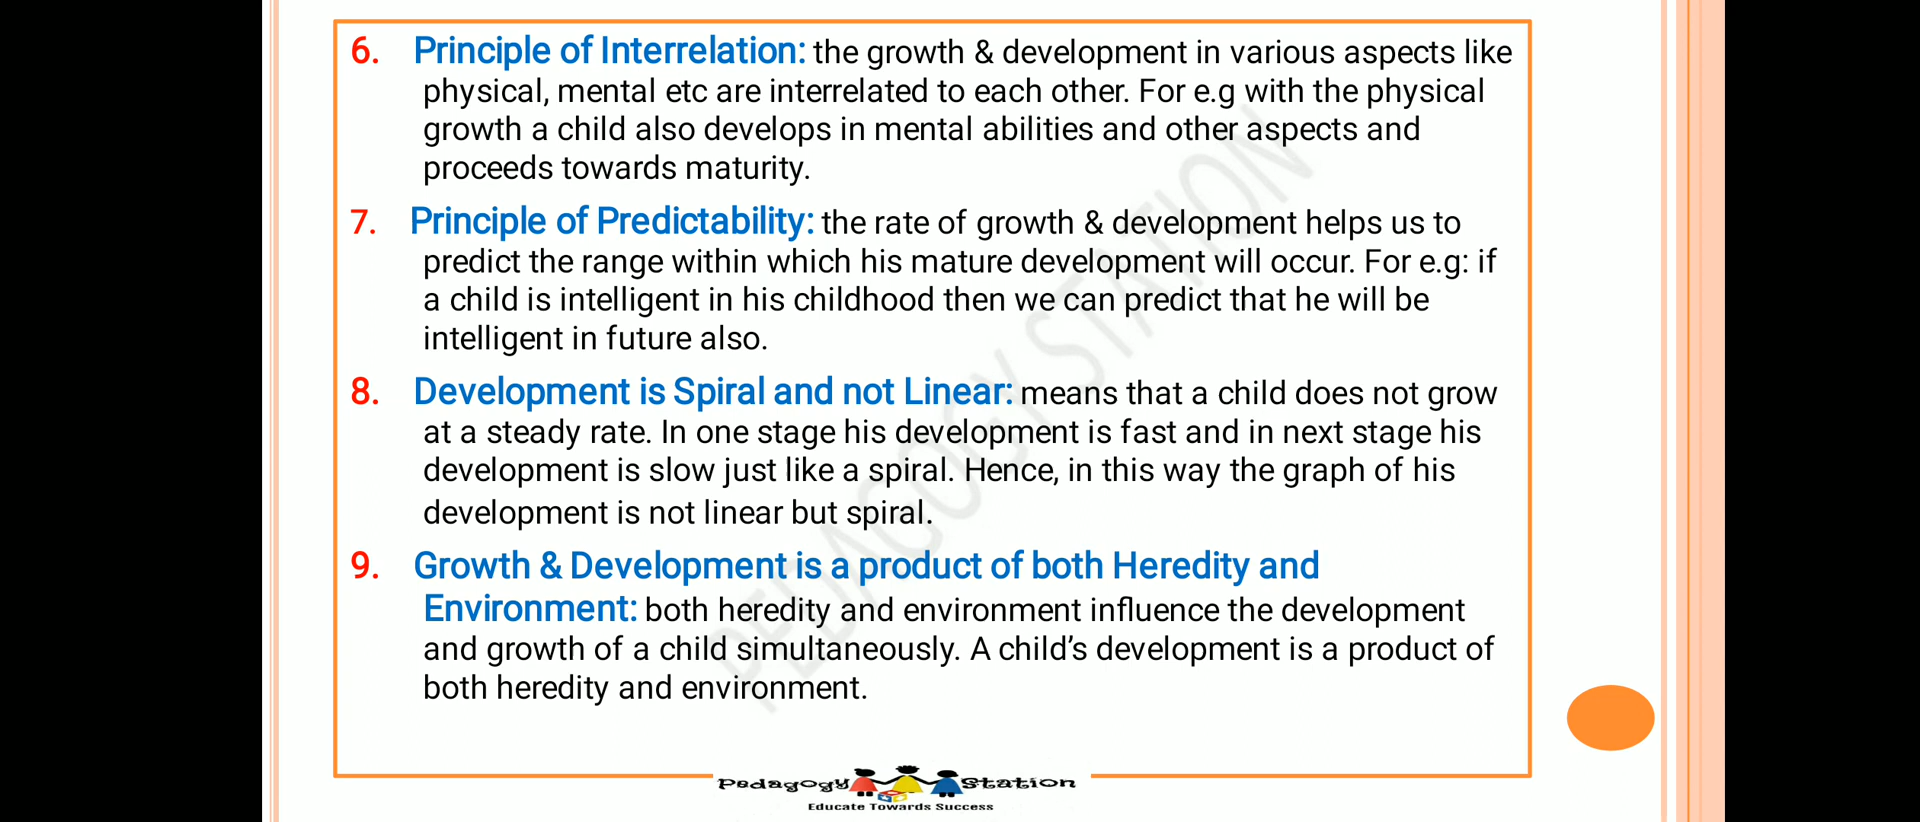 6. Principle of Interrelation: the growth & development in various aspects like
physical, mental etc are interrelated to each other. For e.g with the physical
growth a child also develops in mental abilities and other aspects and
proceeds towards maturity.
7. Principle of Predictability: the rate of growth & development helps us to
predict the range within which his mature development will occur. For e.g: if
a child is intelligent in his childhood then we can predict that he will be
intelligent in future also.
8. Development is Spiral and not Linear: means that a child does not grow
at a steady rate. In one stage his development is fast and in next stage his
development is slow just like a spiral. Hence, in this way the graph of his
development is not linear but spiral.
9. Growth & Development is a product of both Heredity and
Environment: both heredity and environment influence the development
and growth of a child simultaneously. A child's development is a product of
both heredity and environment.
PEDAGOGY STATION
Pedagogy Station
Educate Towards Success